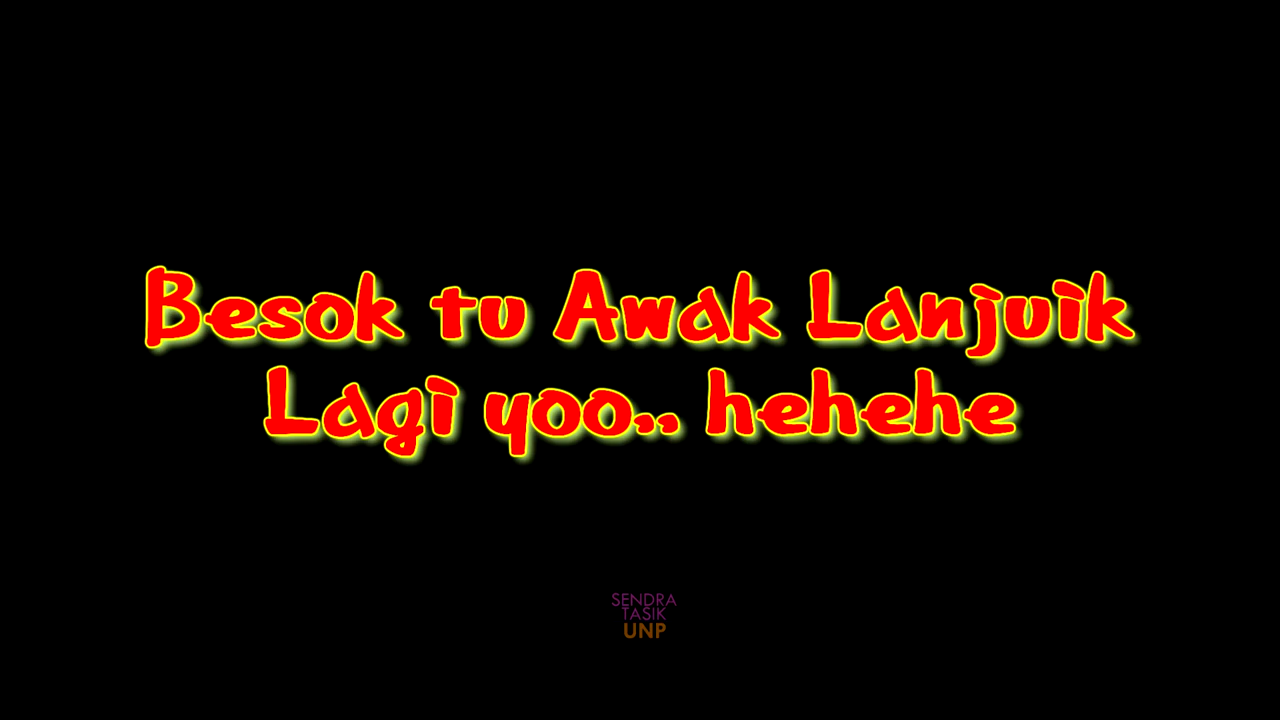 Besok tu Awak Lanjuik
Lagi yoo,, hehehe
SENDRA
TASIK
UNP